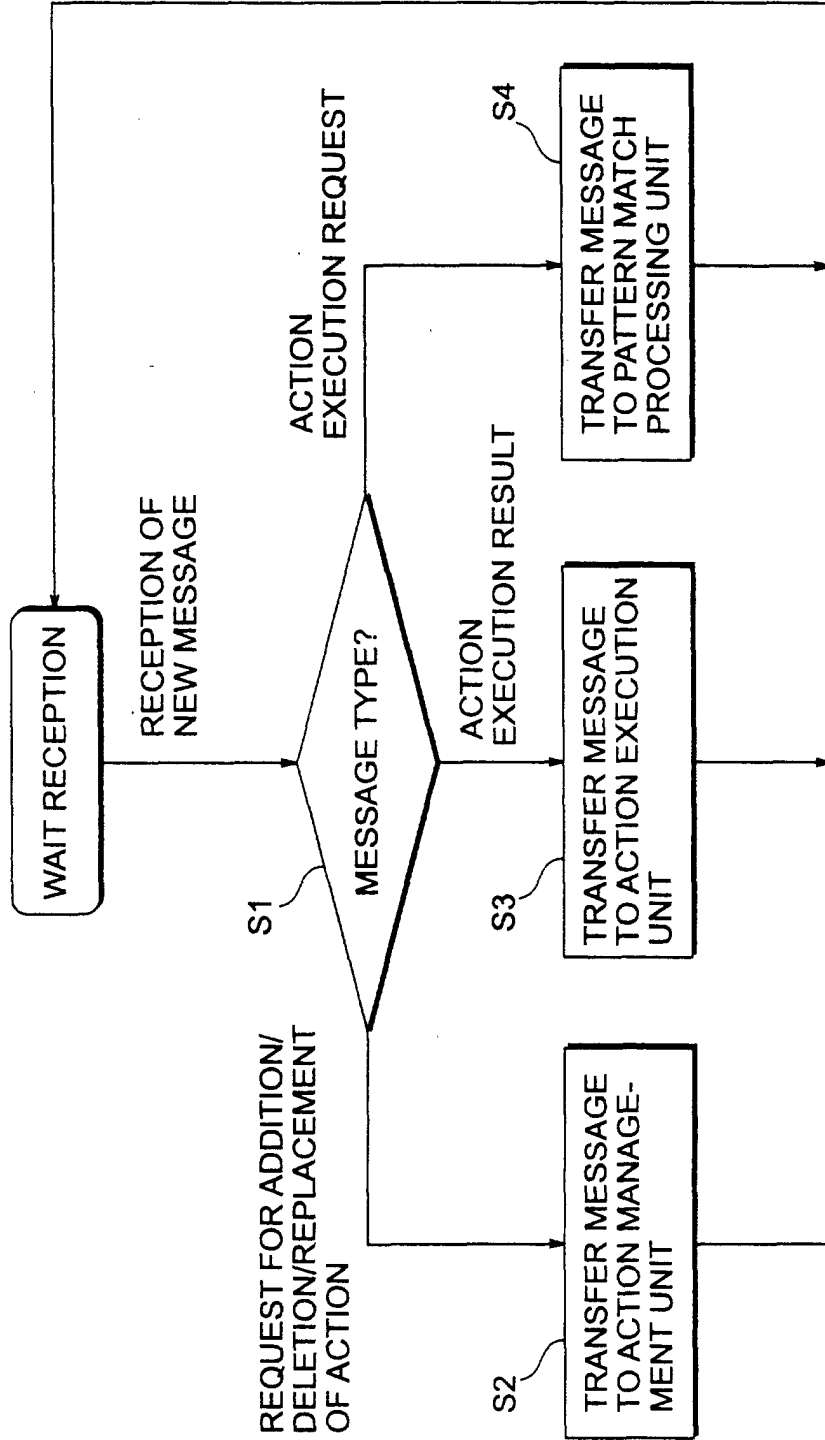 WAIT RECEPTION
RECEPTION OF
NEW MESSAGE
S1
MESSAGE TYPE?
REQUEST FOR ADDITION/
DELETION/REPLACEMENT
OF ACTION
ACTION
EXECUTION RESULT
ACTION
EXECUTION REQUEST
S2
TRANSFER MESSAGE
TO ACTION MANAGE-
MENT UNIT
S3
TRANSFER MESSAGE
TO ACTION EXECUTION
UNIT
S4
TRANSFER MESSAGE
TO PATTERN MATCH
PROCESSING UNIT